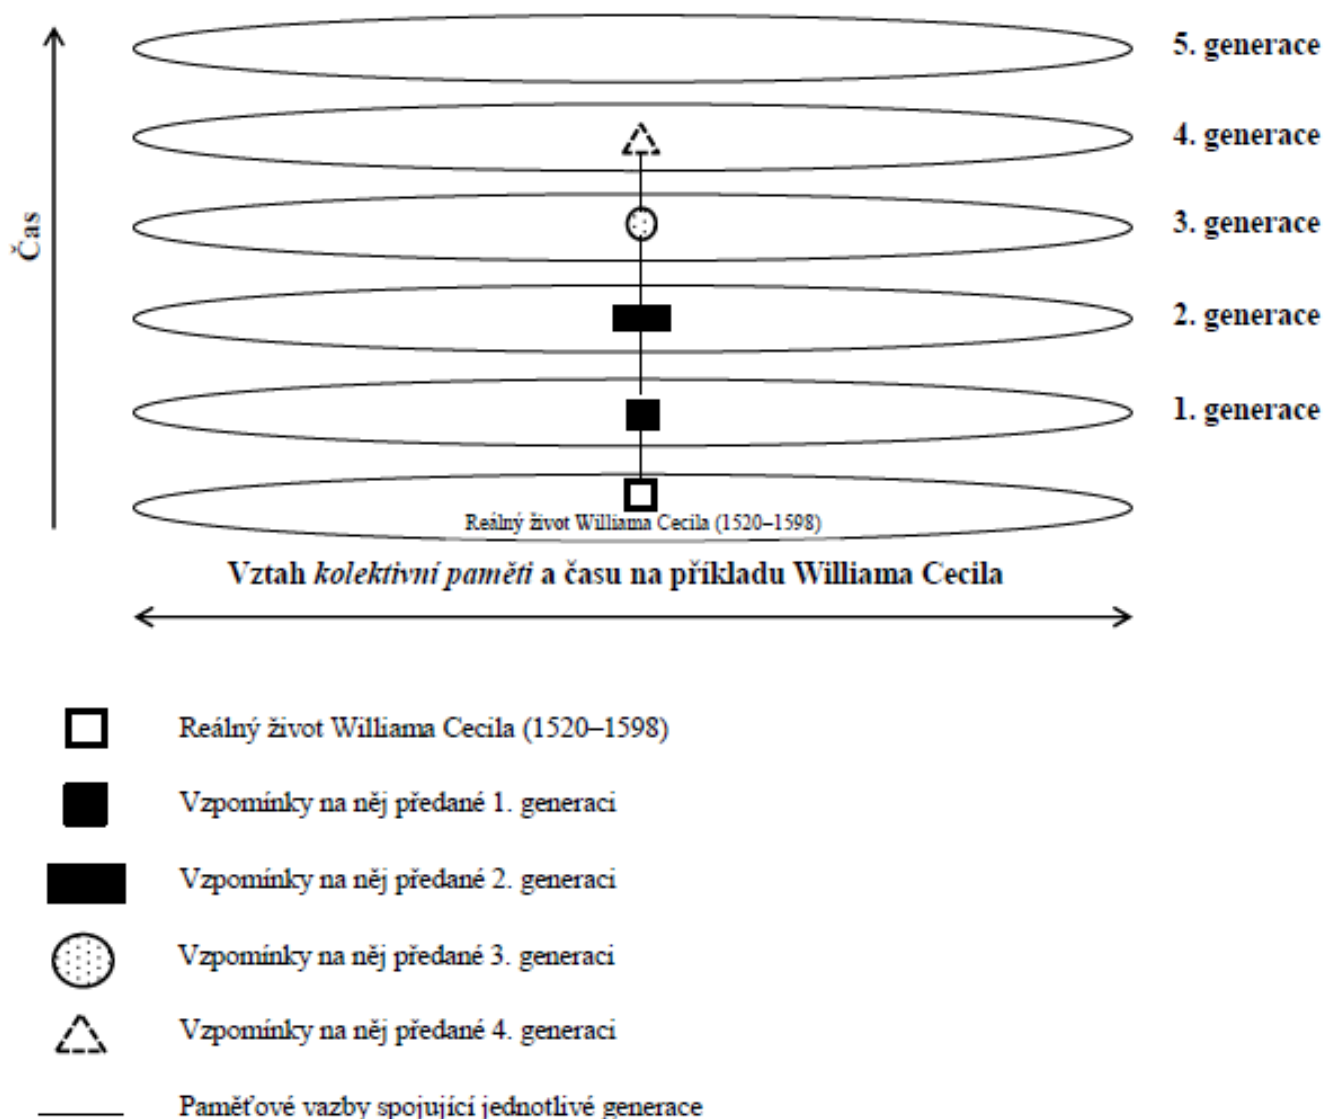 5. generace
4. generace
3. generace
2. generace
1. generace
Čas
Reálný život Williama Cecila (1520–1598)
Vztah kolektivní paměti a času na příkladu Williama Cecila
Reálný život Williama Cecila (1520–1598)
Vzpomínky na něj předané 1. generaci
Vzpomínky na něj předané 2. generaci
Vzpomínky na něj předané 3. generaci
Vzpomínky na něj předané 4. generaci
Paměťové vazby spojující jednotlivé generace